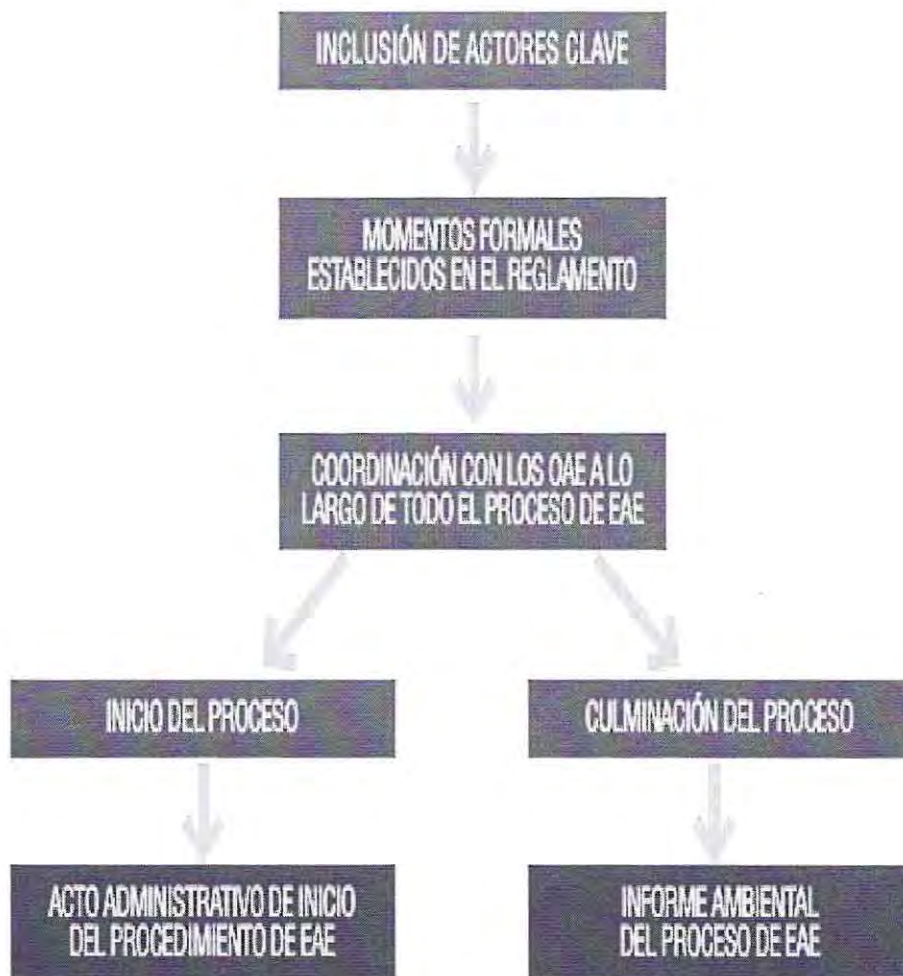 INCLUSIÓN DE ACTORES CLAVE
MOMENTOS FORMALES
ESTABLECIDOS EN EL REGLAMENTO
COORDINACIÓN CON LOS OAE A LO
LARGO DE TODO EL PROCESO DE EAE
INICIO DEL PROCESO
CULMINACIÓN DEL PROCESO
ACTO ADMINISTRATIVO DE INICIO
DEL PROCEDIMIENTO DE EAE
INFORME AMBIENTAL
DEL PROCESO DE EAE